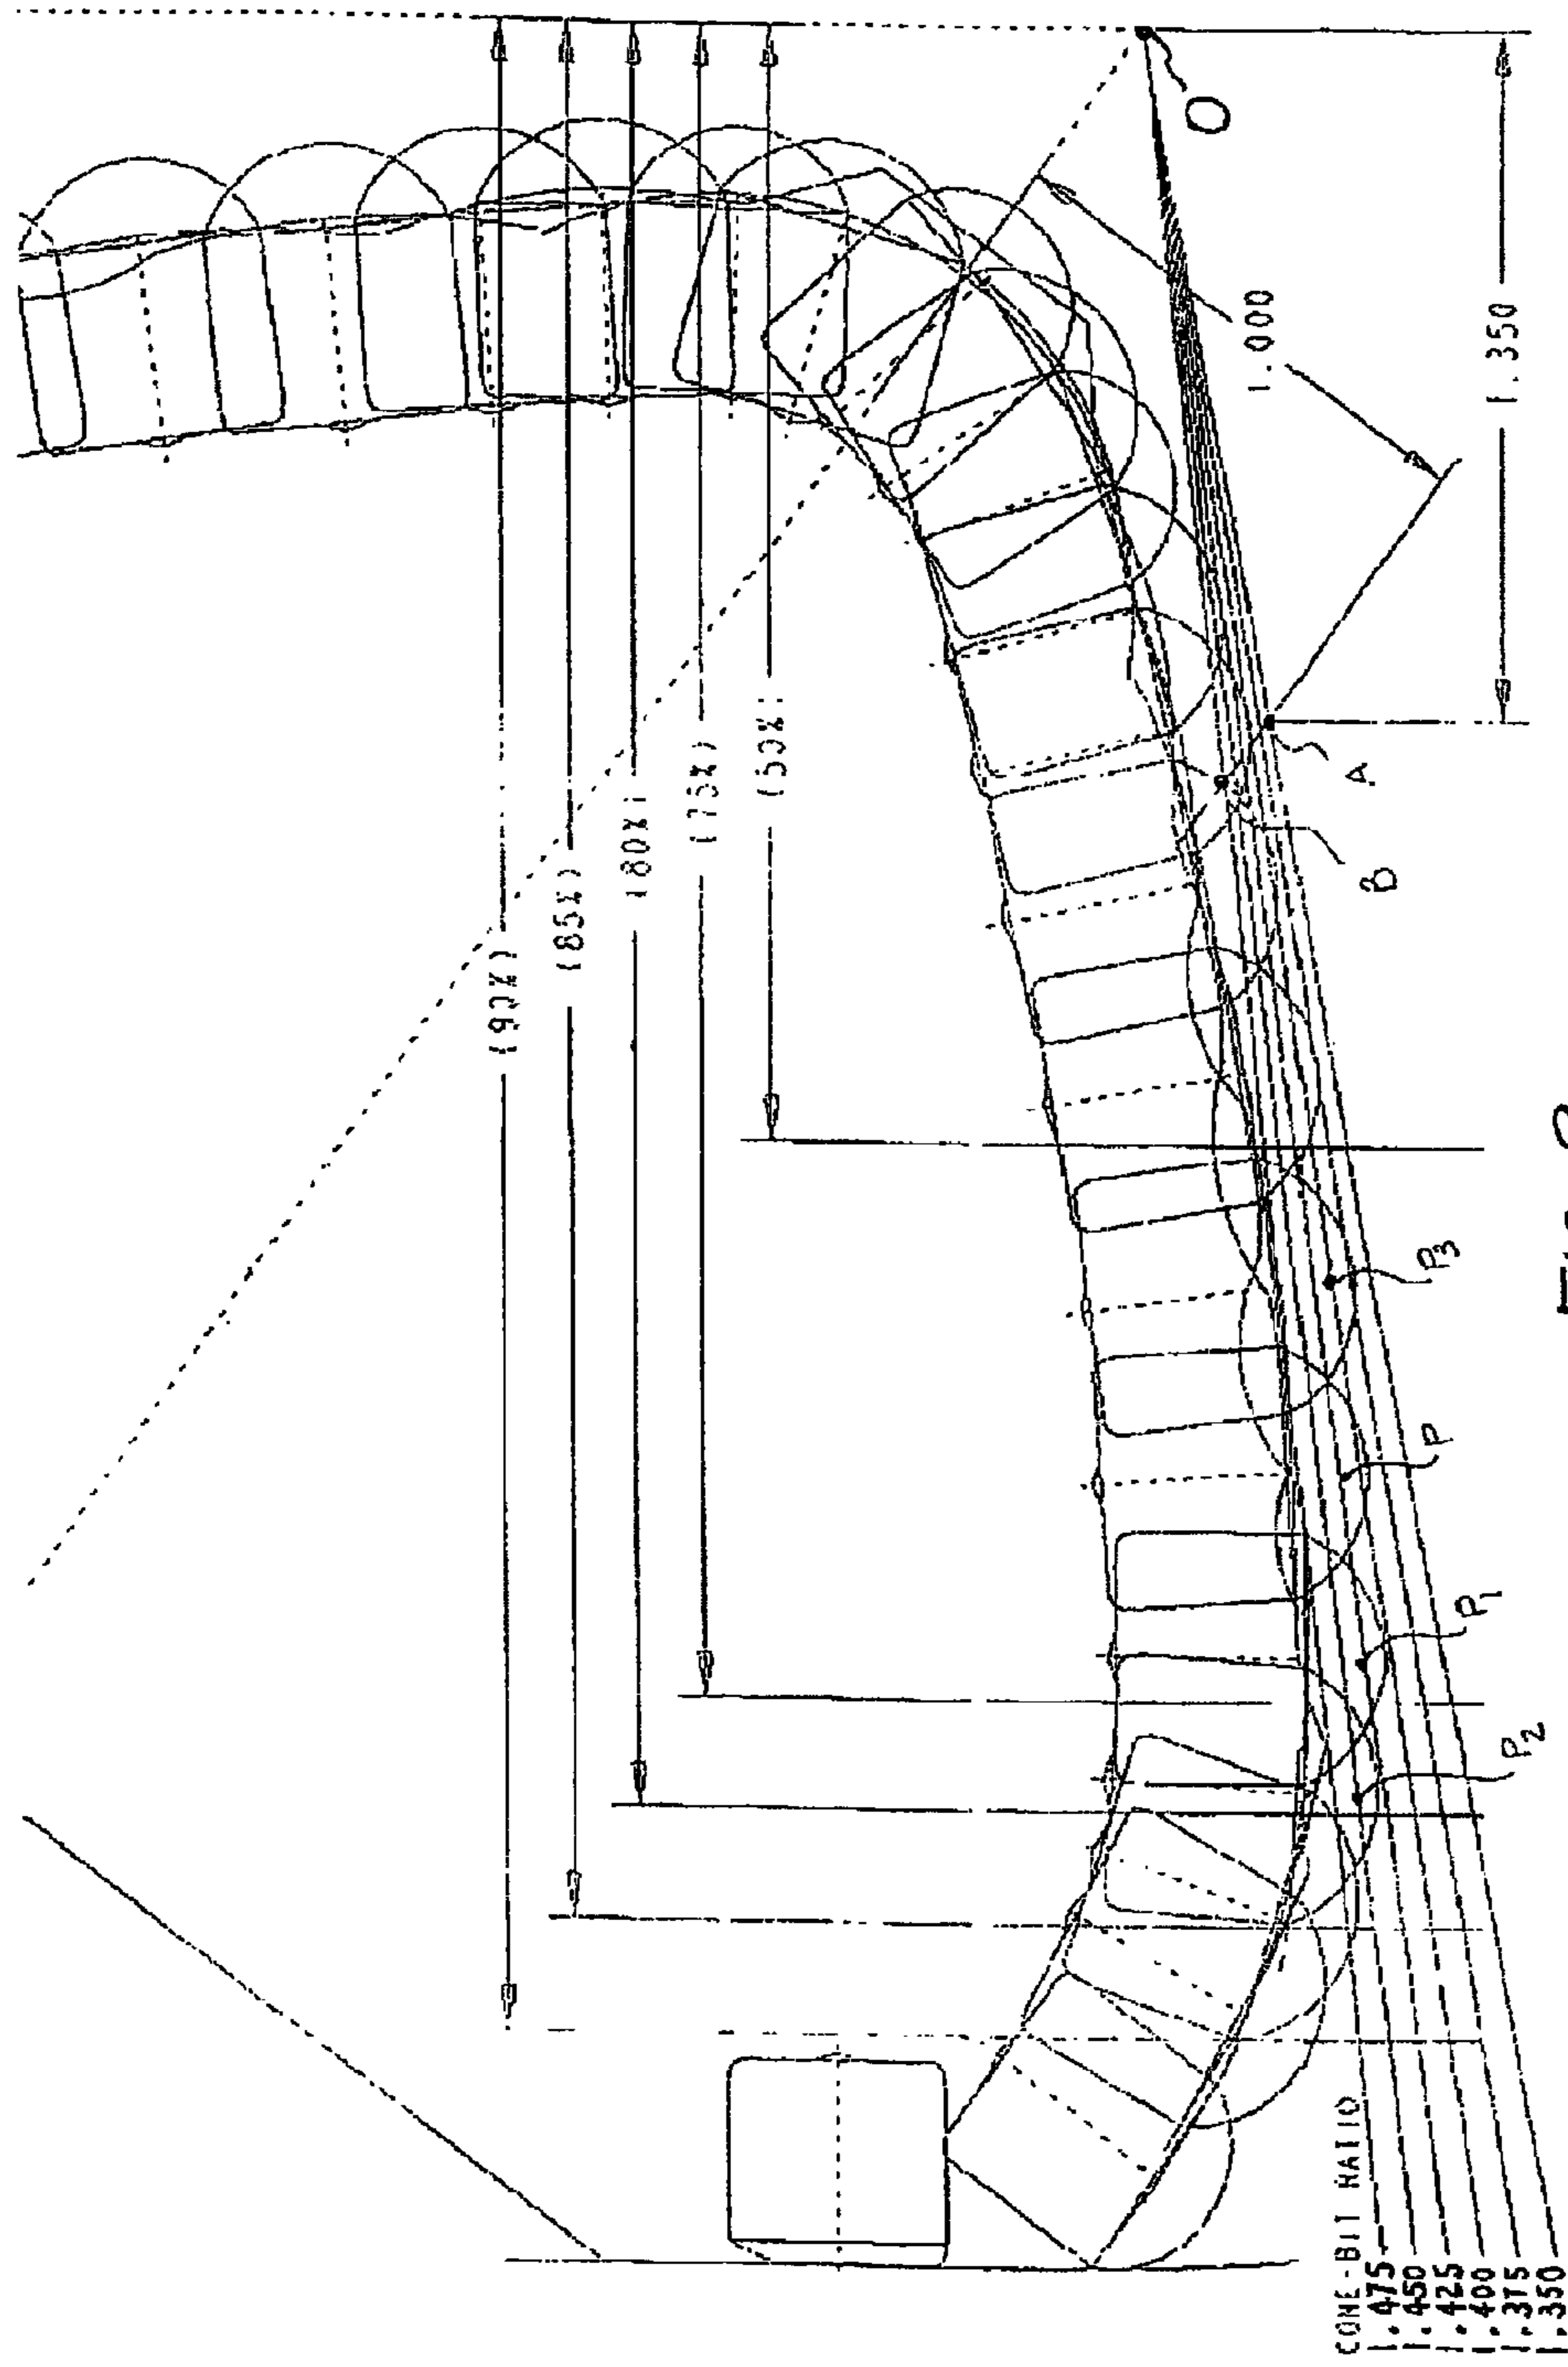 O
1.000
1.350
A
B
(50%)
(75%)
(80%)
(85%)
(90%)
P3
P
P1
P2
CONE-BIT RATIO
1.475
1.450
1.425
1.400
1.375
1.350